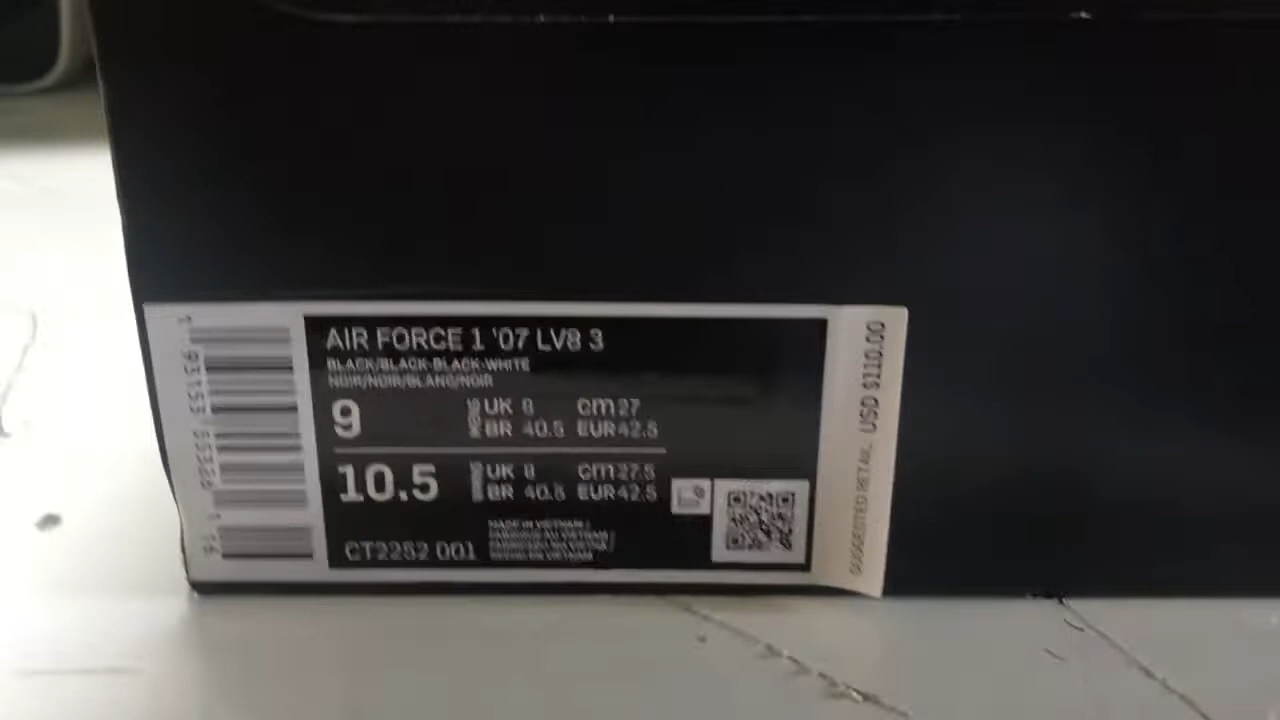 AIR FORCE 1 '07 LV8 3
BLACK/BLACK-BLACK-WHITE
NOIR/NOIR/BLANC/NOIR
9
UK 8 cm 27
BR 40.5 EUR 42.5
10.5
UK 8 cm 27.5
BR 40.5 EUR 42.5
CT2252 001
MADE IN VIETNAM
SUGGESTED RETAIL USD $110.00